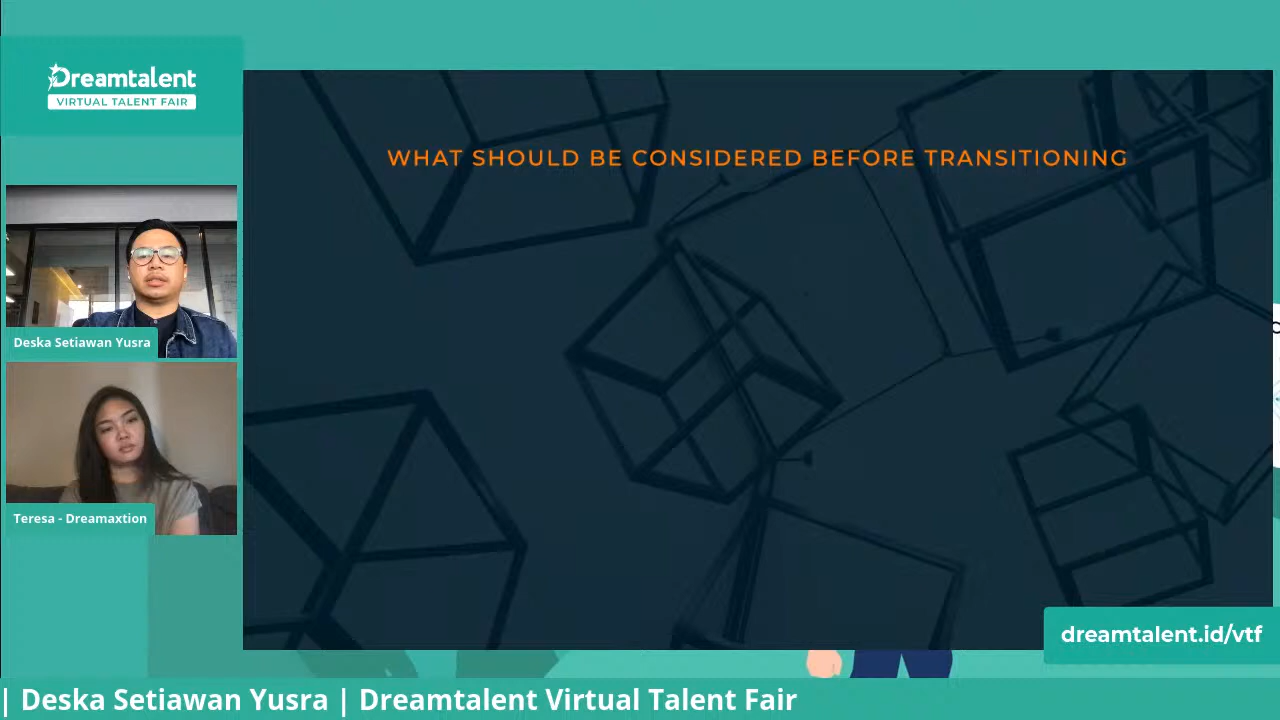 Dreamtalent
VIRTUAL TALENT FAIR
WHAT SHOULD BE CONSIDERED BEFORE TRANSITIONING
Deska Setiawan Yusra
Teresa - Dreamaxtion
dreamtalent.id/vtf
| Deska Setiawan Yusra | Dreamtalent Virtual Talent Fair